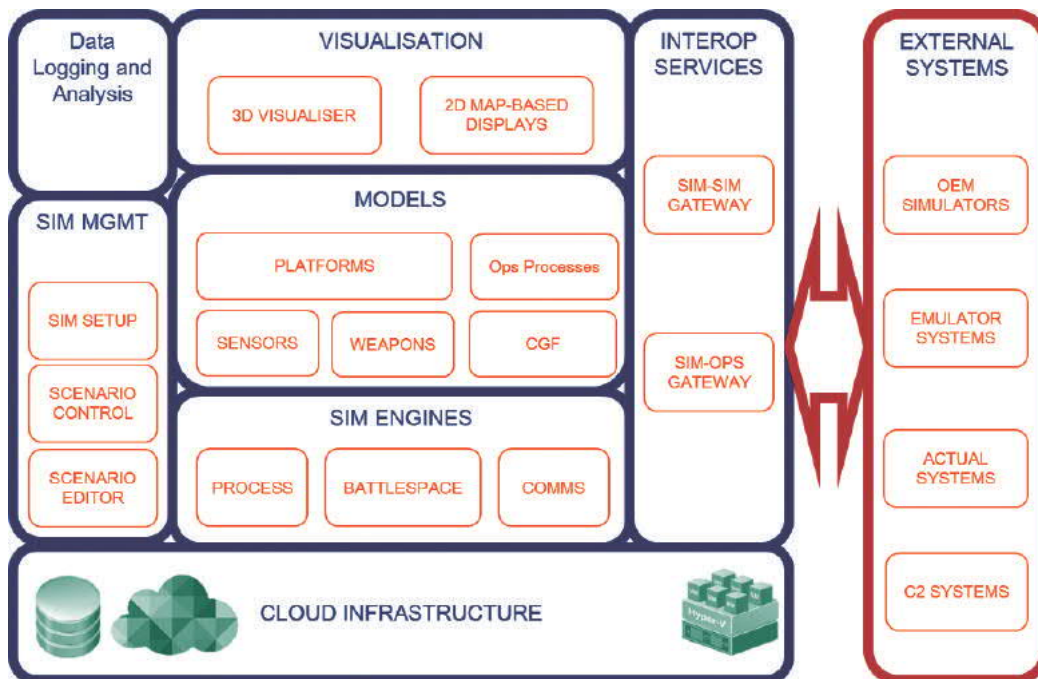 Data
Logging and
Analysis
VISUALISATION
3D VISUALISER
2D MAP-BASED
DISPLAYS
INTEROP
SERVICES
SIM-SIM
GATEWAY
SIM-OPS
GATEWAY
EXTERNAL
SYSTEMS
OEM
SIMULATORS
EMULATOR
SYSTEMS
ACTUAL
SYSTEMS
C2 SYSTEMS
SIM MGMT
SIM SETUP
SCENARIO
CONTROL
SCENARIO
EDITOR
MODELS
PLATFORMS
Ops Processes
SENSORS
WEAPONS
CGF
SIM ENGINES
PROCESS
BATTLESPACE
COMMS
CLOUD INFRASTRUCTURE
Hyper-V